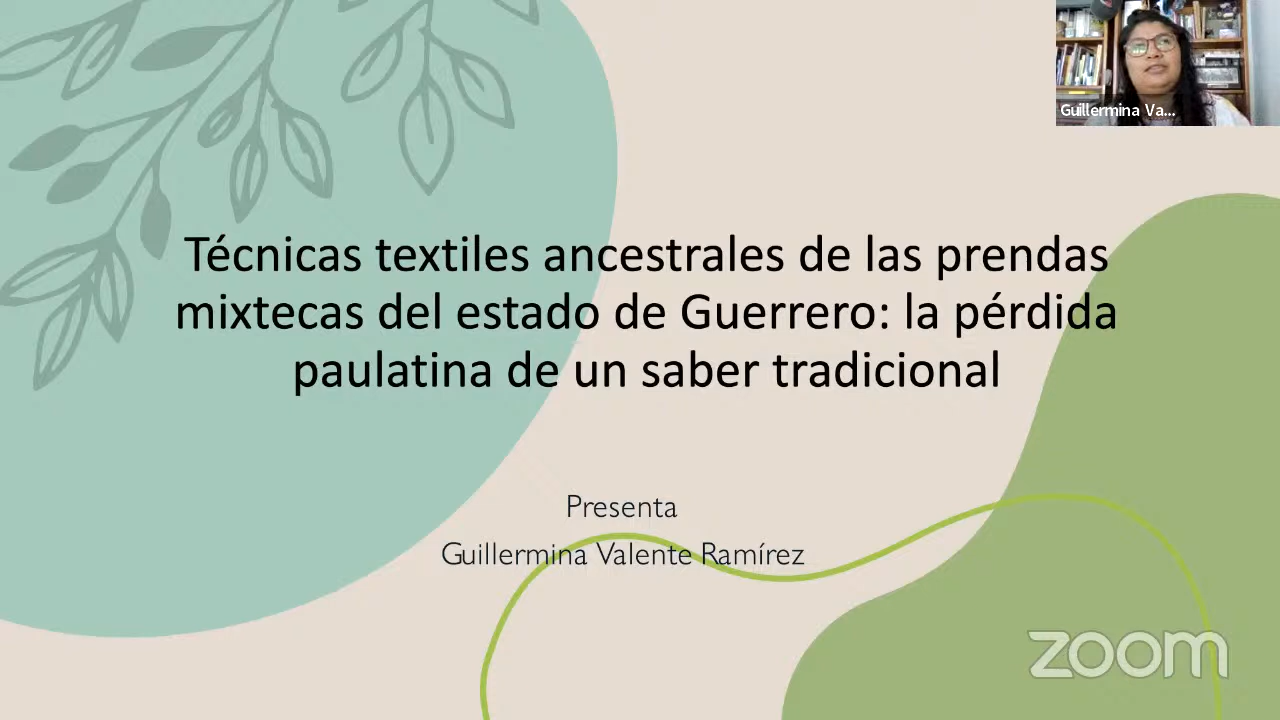 Guillermina Va...
Técnicas textiles ancestrales de las prendas
mixtecas del estado de Guerrero: la pérdida
paulatina de un saber tradicional
Presenta
Guillermina Valente Ramírez
zoom